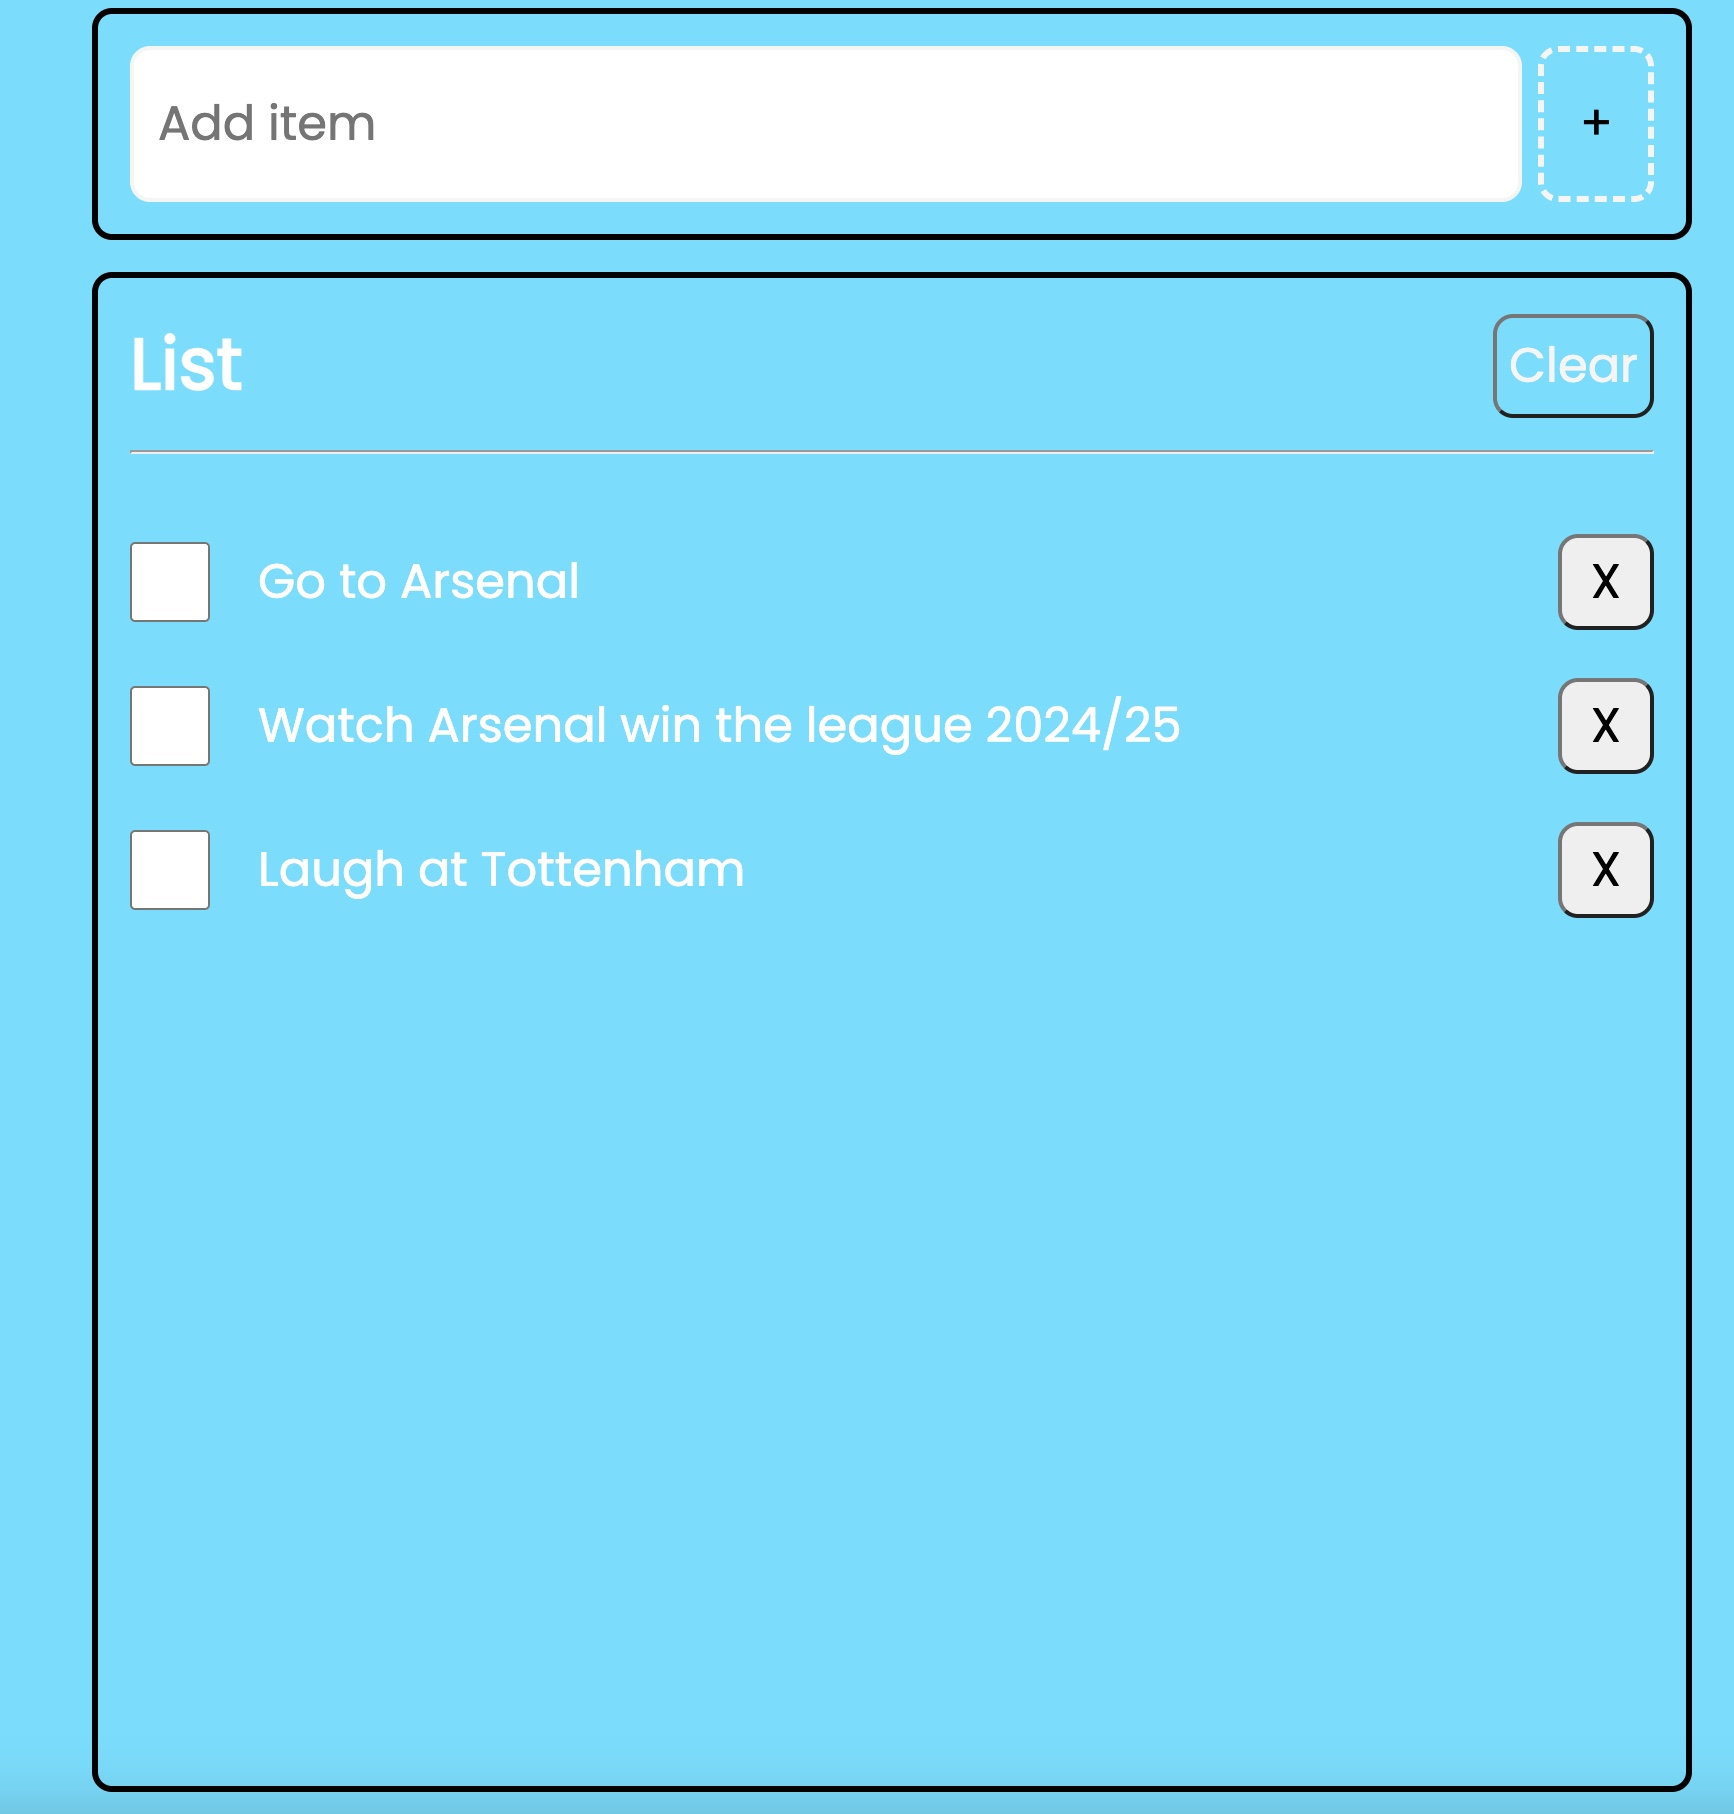 Add item
+
List
Clear
Go to Arsenal
X
Watch Arsenal win the league 2024/25
X
Laugh at Tottenham
X